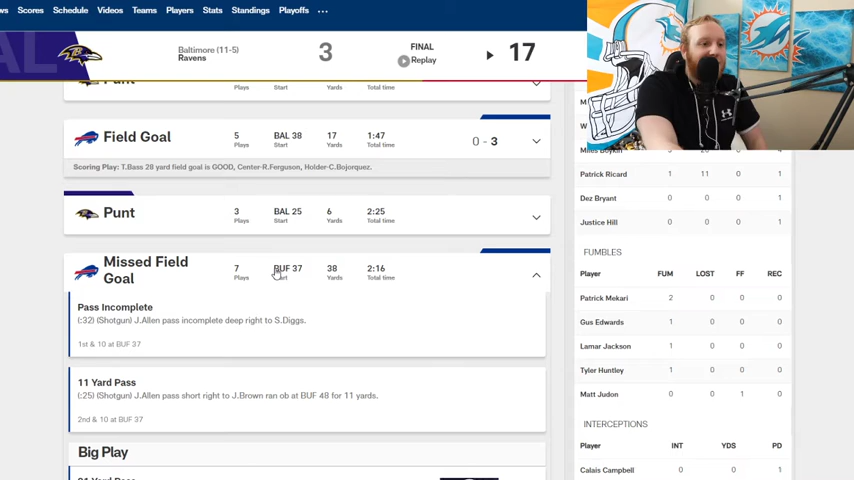 ws Scores Schedule Videos Teams Players Stats Standings Playoffs ...
Baltimore (11-5)
Ravens
3
FINAL
Replay
17
Punt
Plays Start Yards Total time
Field Goal
5 BAL 38 17 1:47
Plays Start Yards Total time
0 - 3
Scoring Play: T.Bass 28 yard field goal is GOOD, Center-R.Ferguson, Holder-C.Bojorquez.
Punt
3 BAL 25 6 2:25
Plays Start Yards Total time
Missed Field
Goal
7 BUF 37 38 2:16
Plays Start Yards Total time
Pass Incomplete
(:32) (Shotgun) J.Allen pass incomplete deep right to S.Diggs.
1st & 10 at BUF 37
11 Yard Pass
(:25) (Shotgun) J.Allen pass short right to J.Brown ran ob at BUF 48 for 11 yards.
2nd & 10 at BUF 37
Big Play
Patrick Ricard 1 11 0 1
Dez Bryant 0 0 0 1
Justice Hill 0 0 0 1
FUMBLES
Player FUM LOST FF REC
Patrick Mekari 2 0 0 0
Gus Edwards 1 0 0 0
Lamar Jackson 1 0 0 0
Tyler Huntley 1 0 0 0
Matt Judon 0 0 1 0
INTERCEPTIONS
Player INT YDS PD
Calais Campbell 0 0 1